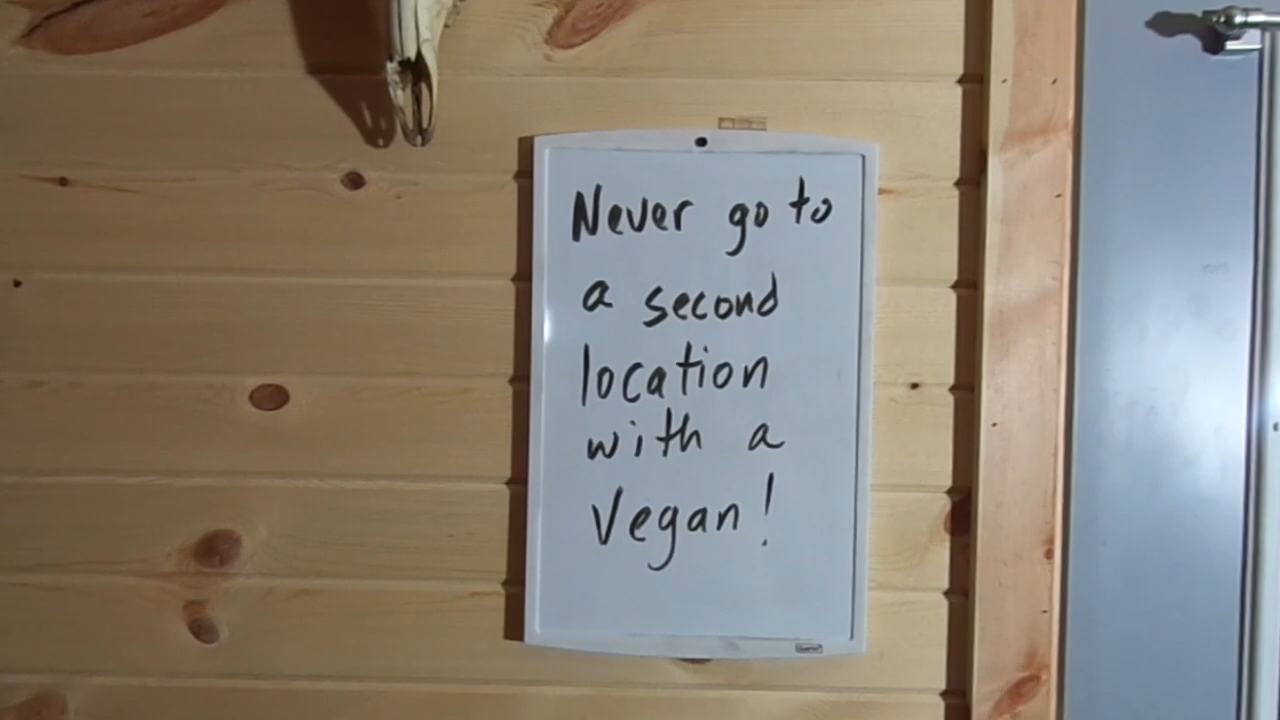 Never go to
a second
location
with a
Vegan!